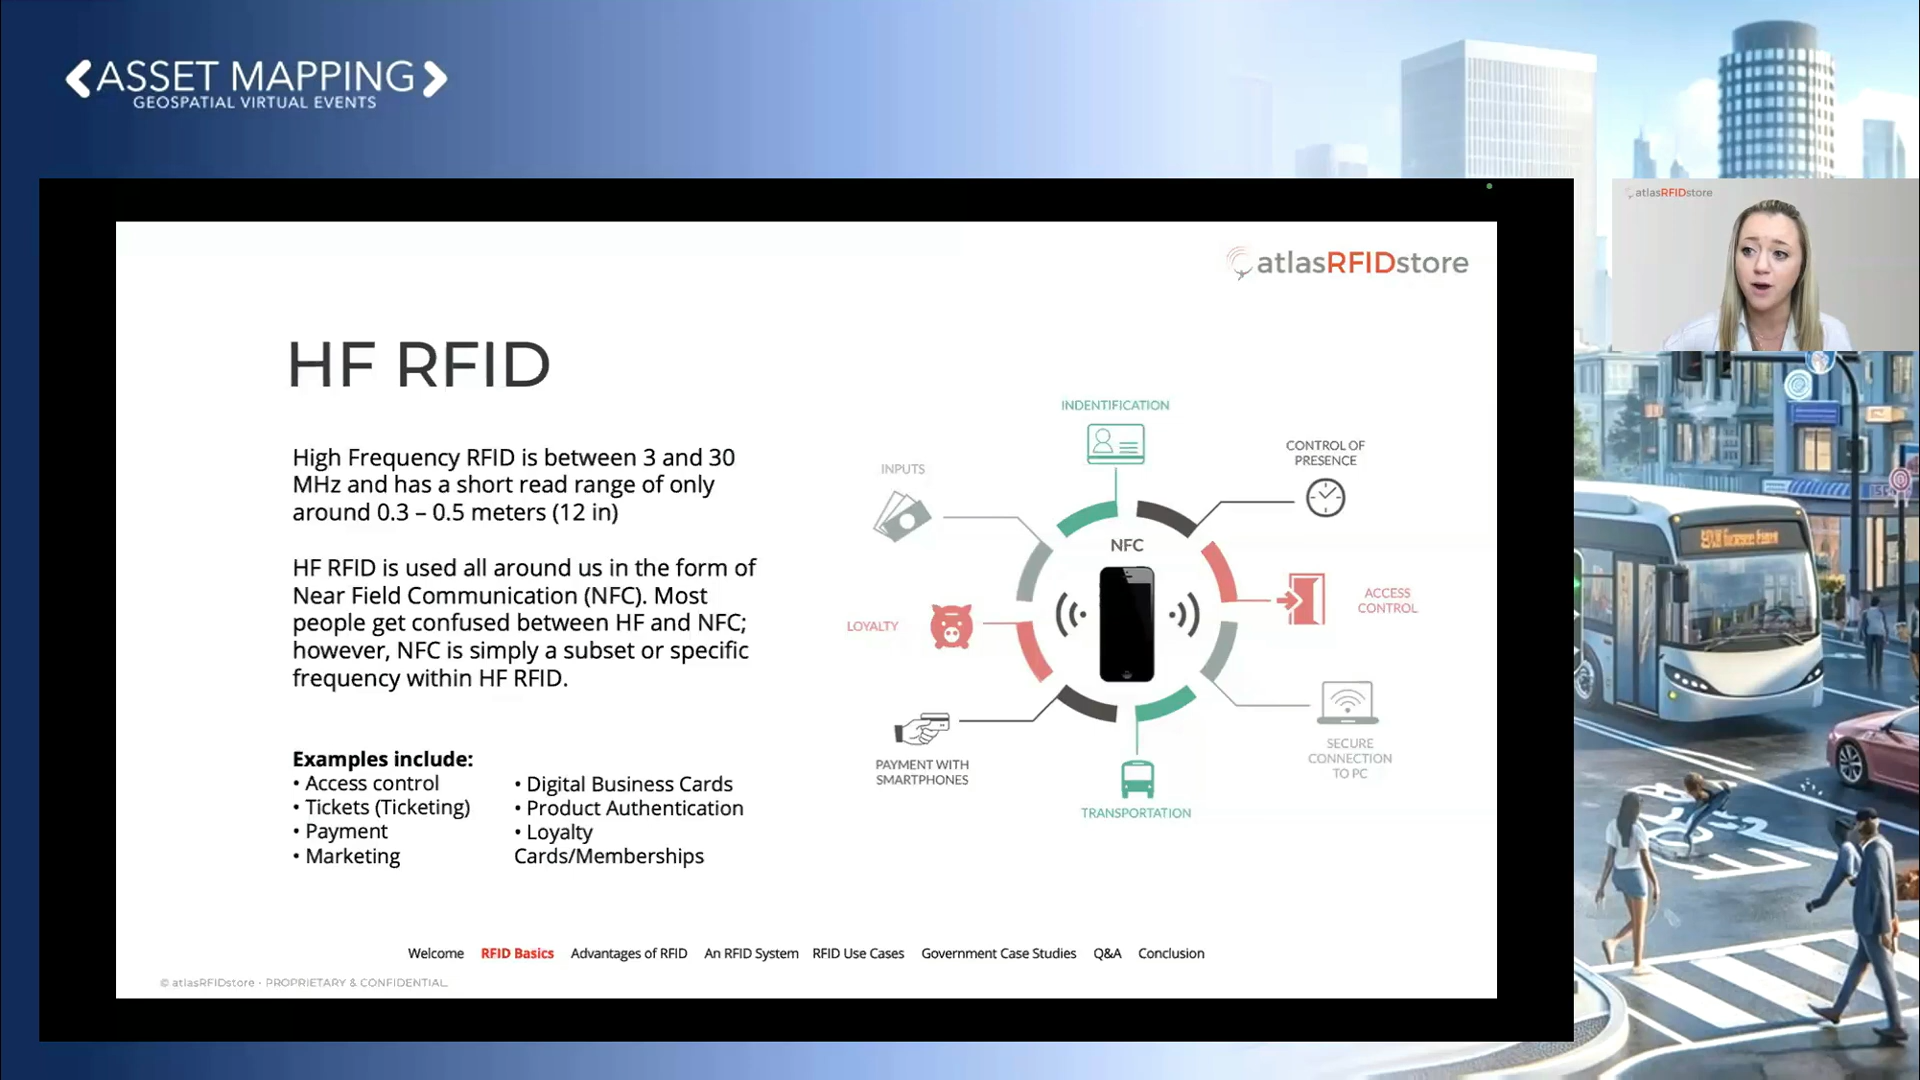 ASSET MAPPING
GEOSPATIAL VIRTUAL EVENTS
atlasRFIDstore
atlasRFIDstore
HF RFID
High Frequency RFID is between 3 and 30
MHz and has a short read range of only
around 0.3 – 0.5 meters (12 in)
HF RFID is used all around us in the form of
Near Field Communication (NFC). Most
people get confused between HF and NFC;
however, NFC is simply a subset or specific
frequency within HF RFID.
Examples include:
• Access control
• Tickets (Ticketing)
• Payment
• Marketing
• Digital Business Cards
• Product Authentication
• Loyalty
Cards/Memberships
INDENTIFICATION
CONTROL OF
PRESENCE
INPUTS
NFC
ACCESS
CONTROL
LOYALTY
SECURE
CONNECTION
TO PC
PAYMENT WITH
SMARTPHONES
TRANSPORTATION
Welcome RFID Basics Advantages of RFID An RFID System RFID Use Cases Government Case Studies Q&A Conclusion
© atlasRFIDstore - PROPRIETARY & CONFIDENTIAL